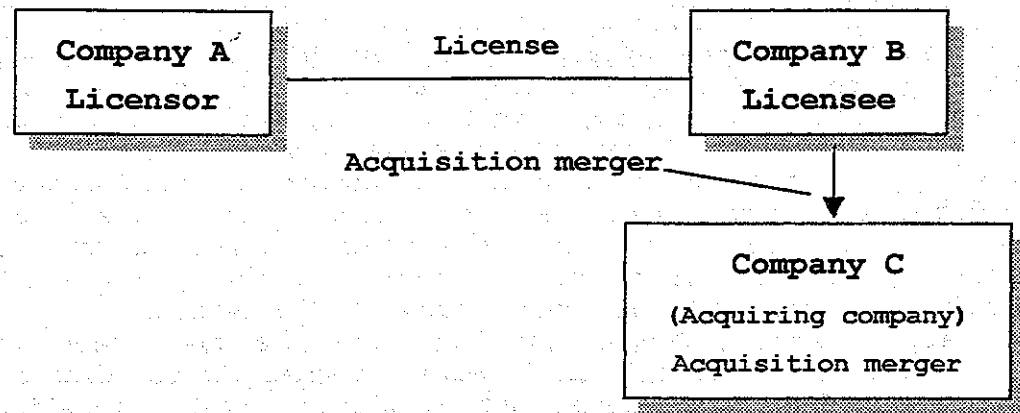 Company A
Licensor
License
Company B
Licensee
Acquisition merger
Company C
(Acquiring company)
Acquisition merger